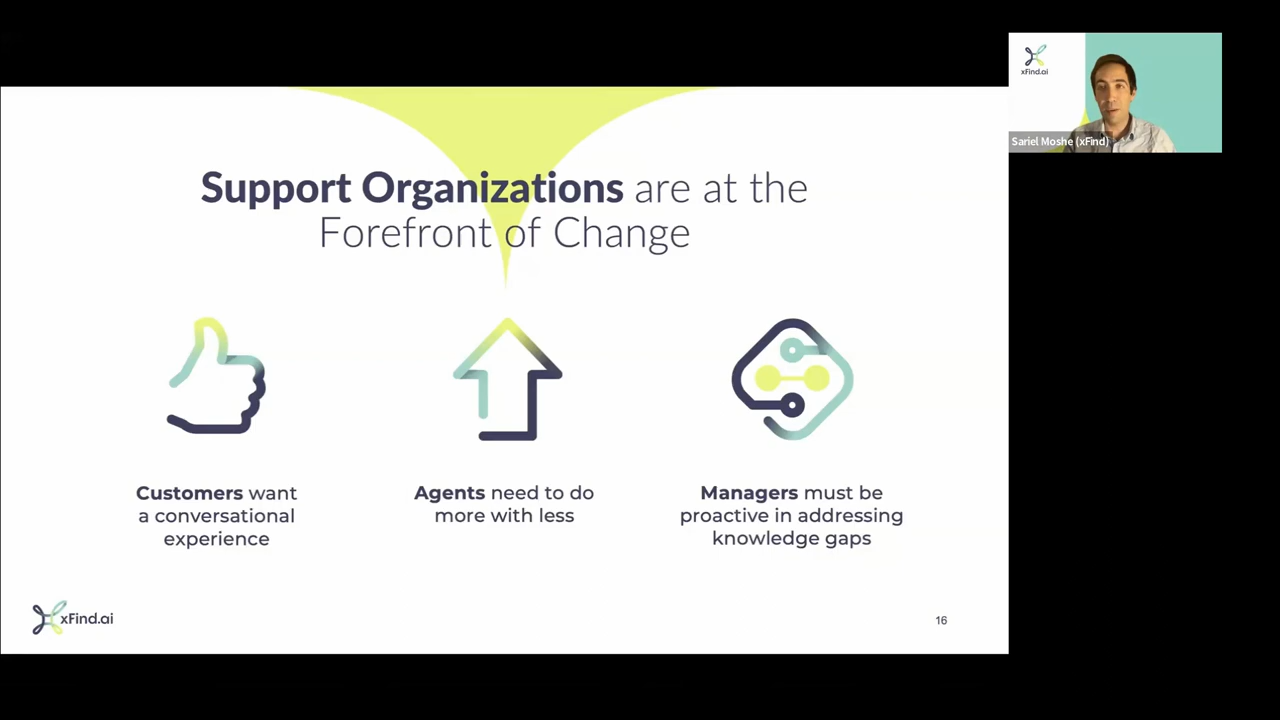 xFind.ai
Sariel Moshe (xFind)
Support Organizations are at the
Forefront of Change
Customers want
a conversational
experience
Agents need to do
more with less
Managers must be
proactive in addressing
knowledge gaps
xFind.ai
16